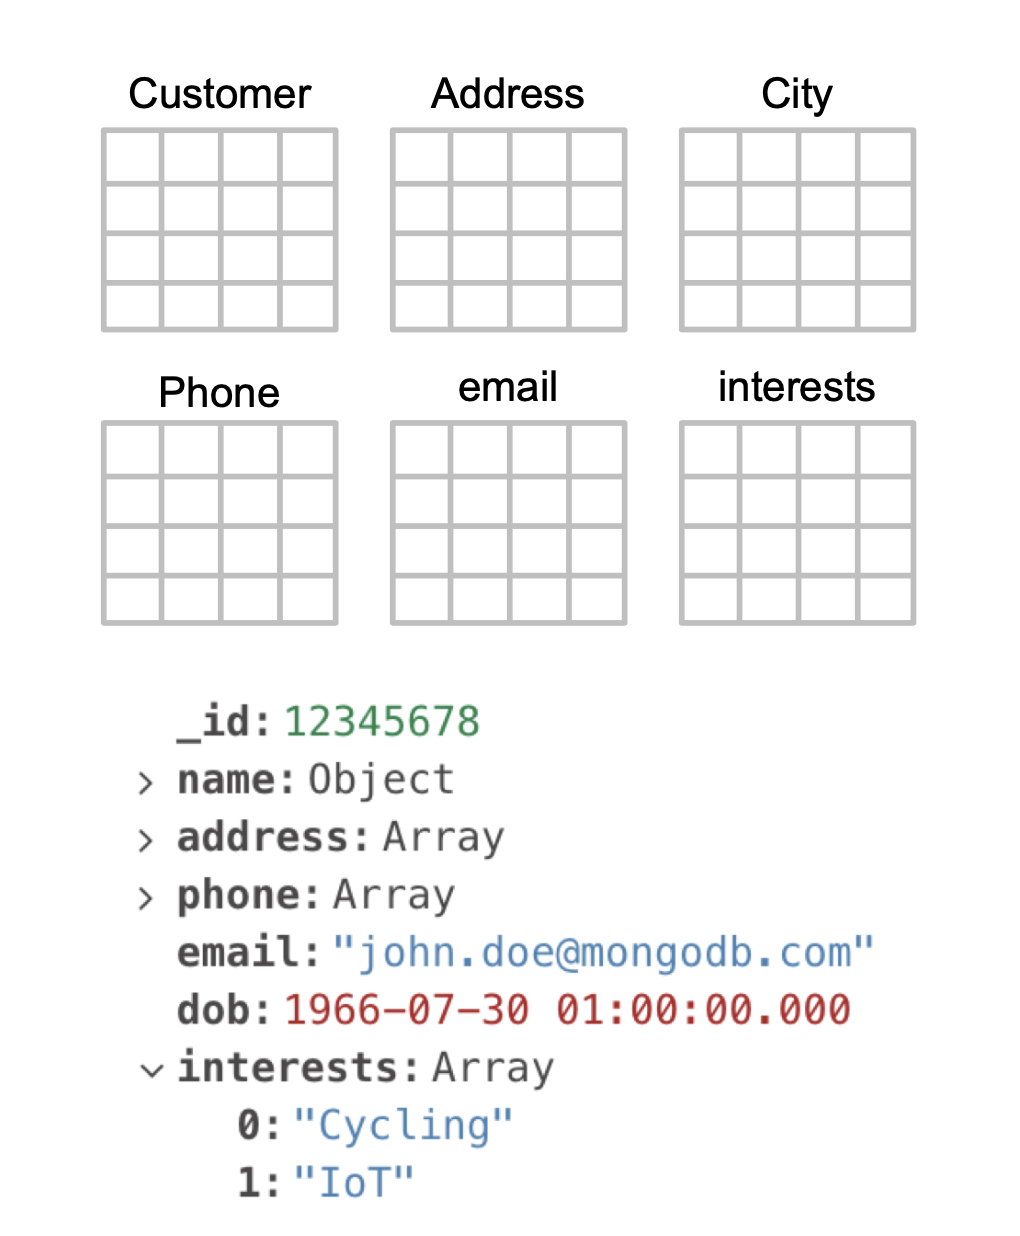 Customer Address City
Phone email interests
_id: 12345678
> name: Object
> address: Array
> phone: Array
email: "john.doe@mongodb.com"
dob: 1966-07-30 01:00:00.000
interests: Array
0: "Cycling"
1: "IoT"